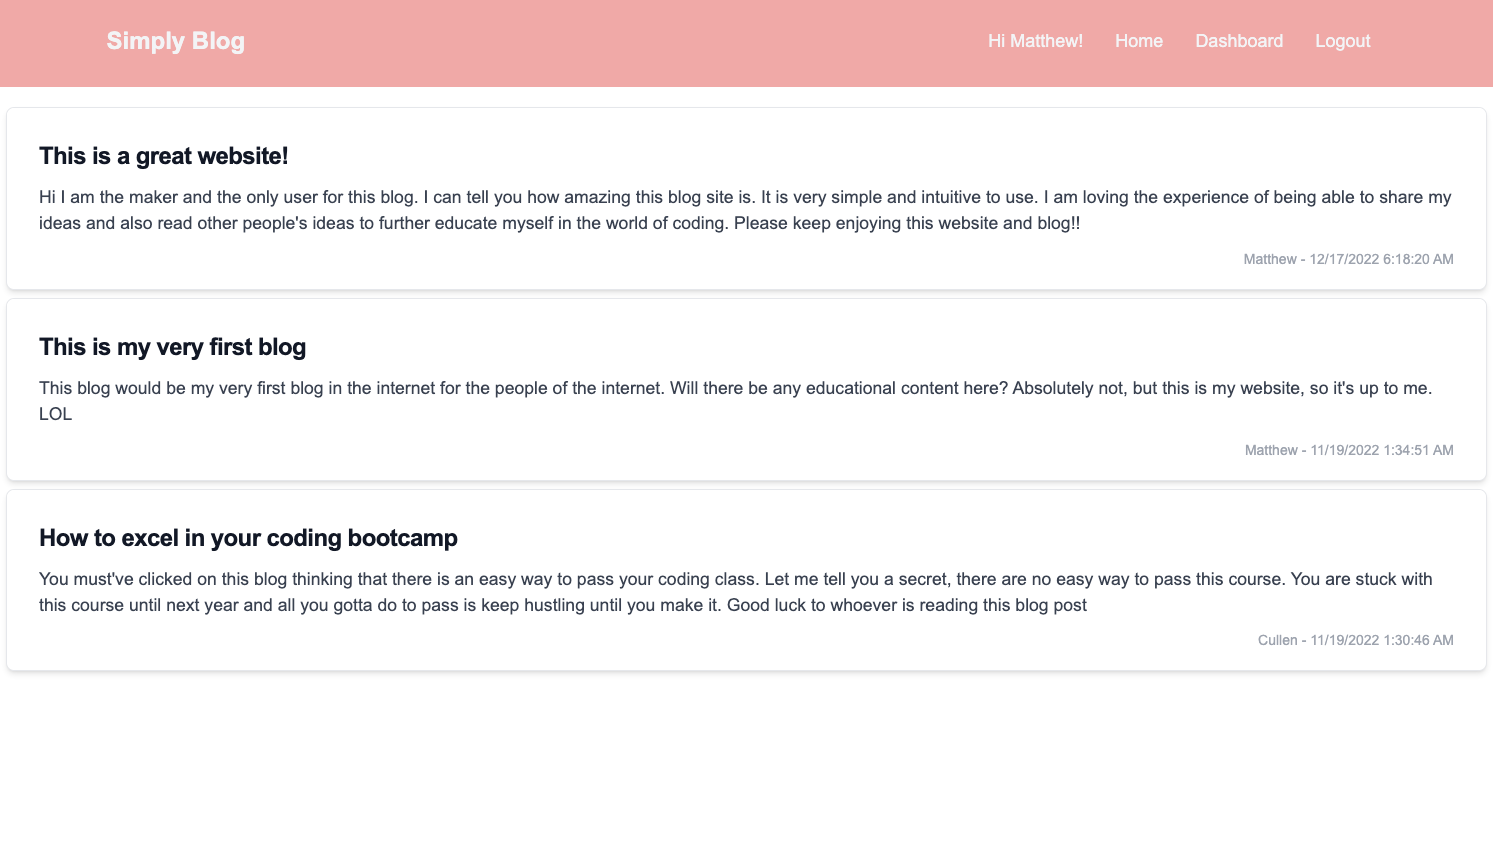 Simply Blog
Hi Matthew! Home Dashboard Logout
This is a great website!
Hi I am the maker and the only user for this blog. I can tell you how amazing this blog site is. It is very simple and intuitive to use. I am loving the experience of being able to share my
ideas and also read other people's ideas to further educate myself in the world of coding. Please keep enjoying this website and blog!!
Matthew - 12/17/2022 6:18:20 AM
This is my very first blog
This blog would be my very first blog in the internet for the people of the internet. Will there be any educational content here? Absolutely not, but this is my website, so it's up to me.
LOL
Matthew - 11/19/2022 1:34:51 AM
How to excel in your coding bootcamp
You must've clicked on this blog thinking that there is an easy way to pass your coding class. Let me tell you a secret, there are no easy way to pass this course. You are stuck with
this course until next year and all you gotta do to pass is keep hustling until you make it. Good luck to whoever is reading this blog post
Cullen - 11/19/2022 1:30:46 AM